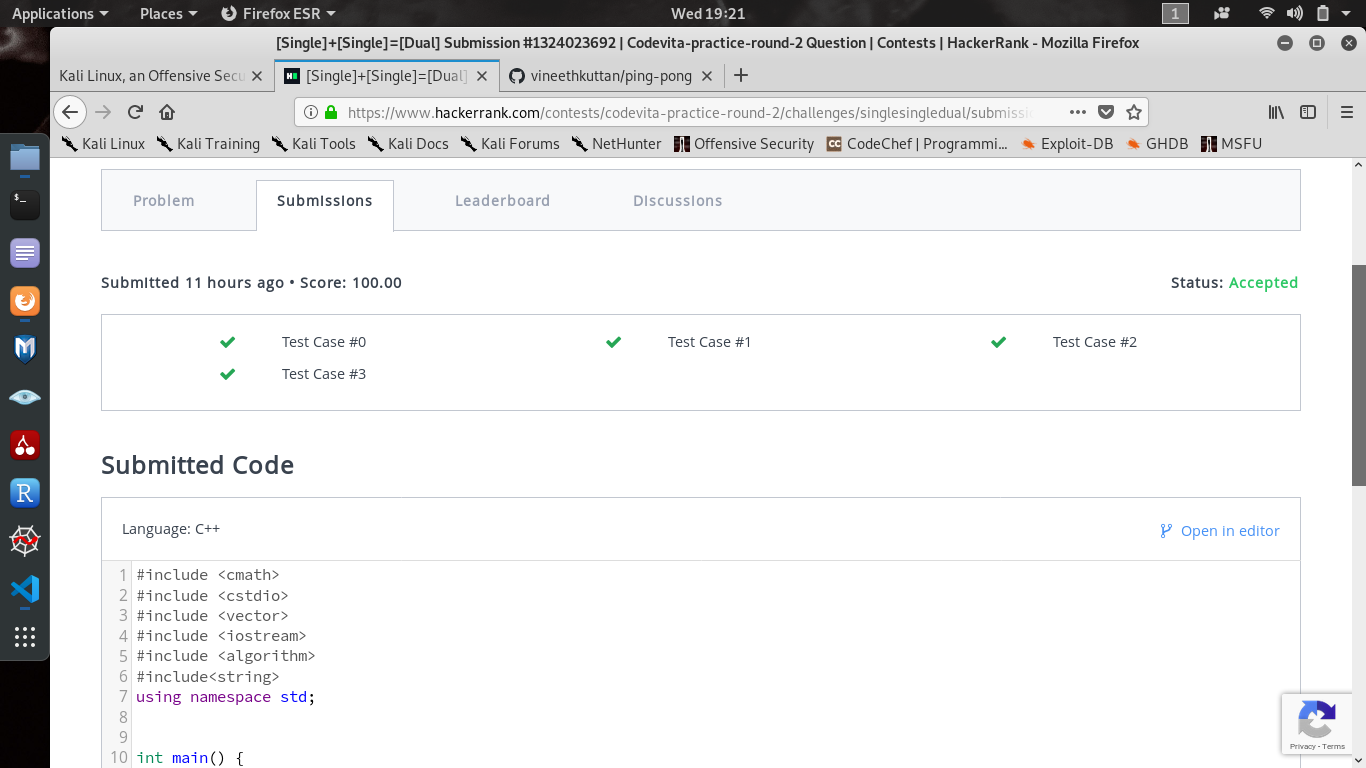 Applications Places Firefox ESR Wed 19:21 1
[Single]+[Single]=[Dual] Submission #1324023692 | Codevita-practice-round-2 Question | Contests | HackerRank - Mozilla Firefox
Kali Linux, an Offensive Secu [Single]+[Single]=[Dual] vineethkuttan/ping-pong
https://www.hackerrank.com/contests/codevita-practice-round-2/challenges/singlesingledual/submissi
Kali Linux Kali Training Kali Tools Kali Docs Kali Forums NetHunter Offensive Security CC CodeChef | Programmi... Exploit-DB GHDB MSFU
Problem Submissions Leaderboard Discussions
Submitted 11 hours ago • Score: 100.00 Status: Accepted
Test Case #0 Test Case #1 Test Case #2
Test Case #3
Submitted Code
Language: C++ Open in editor
1 #include <cmath>
2 #include <cstdio>
3 #include <vector>
4 #include <iostream>
5 #include <algorithm>
6 #include<string>
7 using namespace std;
8
9
10 int main() {
Privacy - Terms